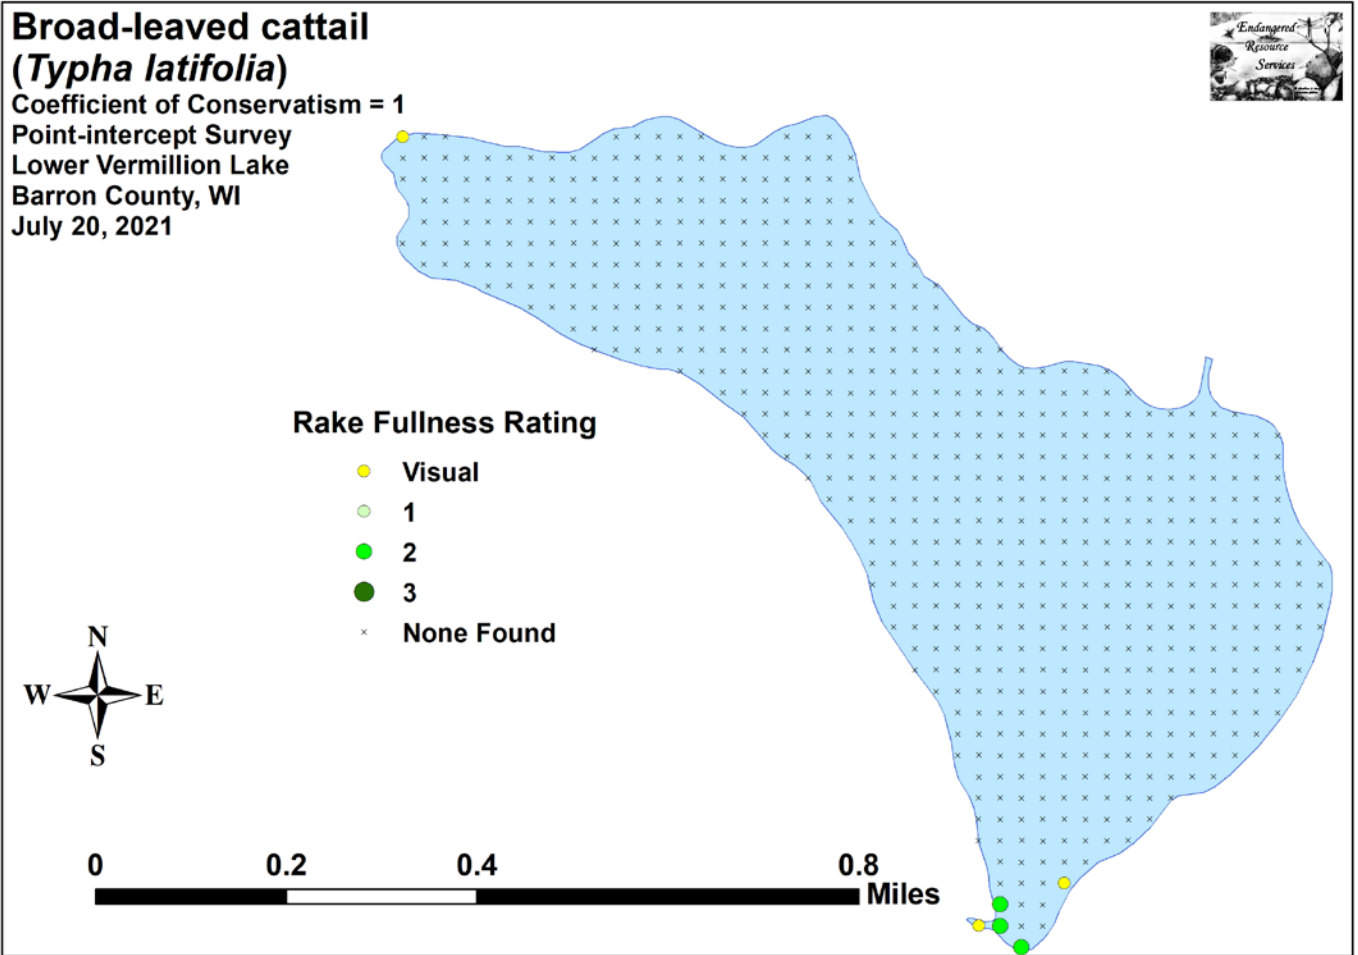 Broad-leaved cattail
(Typha latifolia)
Coefficient of Conservatism = 1
Point-intercept Survey
Lower Vermillion Lake
Barron County, WI
July 20, 2021
Endangered
Resource
Services
Rake Fullness Rating
Visual
1
2
3
None Found
N
W E
S
0 0.2 0.4 0.8
Miles